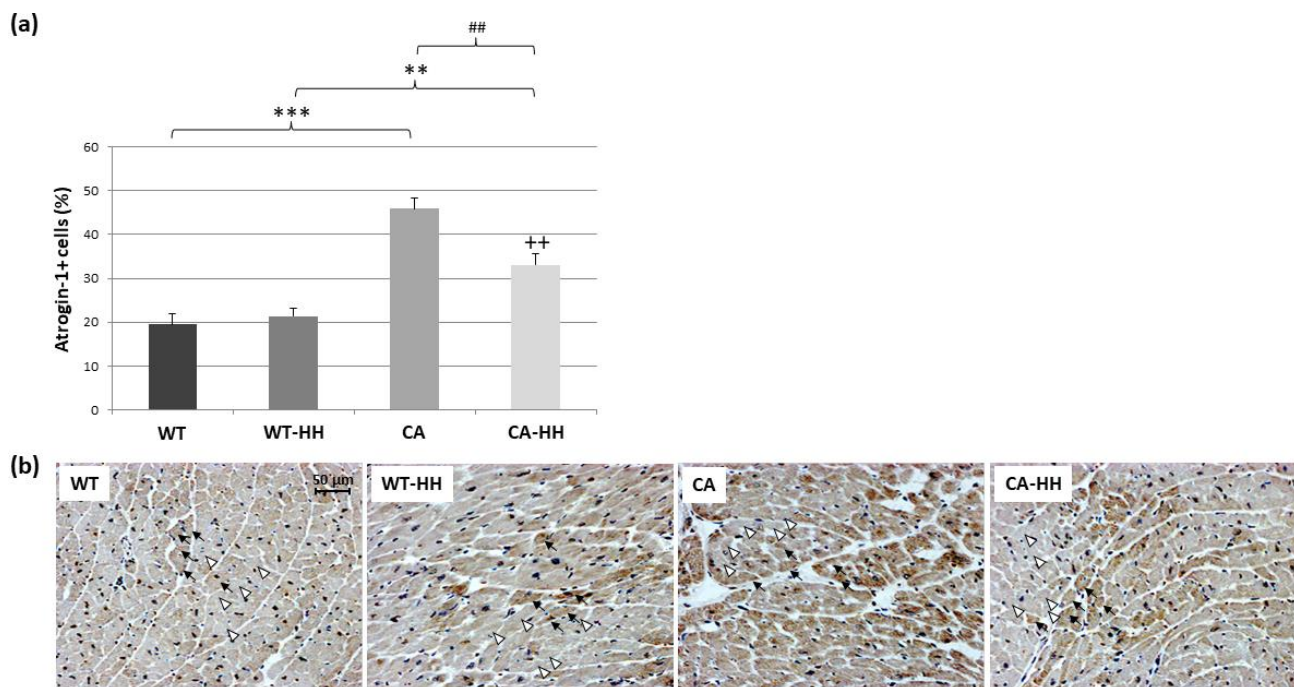 (a)
##
**
***
60
50
40
30
20
10
0
Atrogin-1+ cells (%)
++
WT
WT-HH
CA
CA-HH
(b)
WT
50 µm
WT-HH
CA
CA-HH